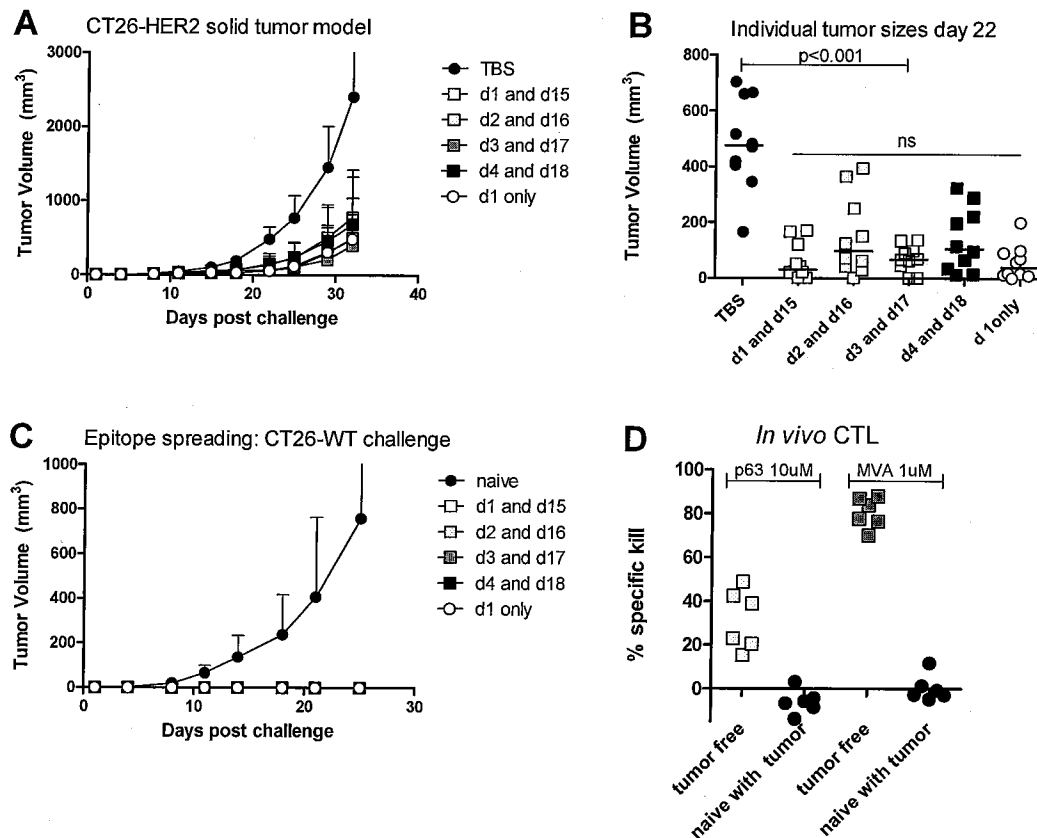 A
CT26-HER2 solid tumor model
Tumor Volume (mm³)
3000
2000
1000
0
0
10
20
30
40
Days post challenge
TBS
d1 and d15
d2 and d16
d3 and d17
d4 and d18
d1 only
B
Individual tumor sizes day 22
p<0.001
ns
Tumor Volume (mm³)
800
600
400
200
0
TBS
d1 and d15
d2 and d16
d3 and d17
d4 and d18
d 1only
C
Epitope spreading: CT26-WT challenge
Tumor Volume (mm³)
1000
800
600
400
200
0
0
10
20
30
Days post challenge
naive
d1 and d15
d2 and d16
d3 and d17
d4 and d18
d1 only
D
In vivo CTL
p63 10uM
MVA 1uM
% specific kill
100
80
60
40
20
0
tumor free
naive with tumor
tumor free
naive with tumor